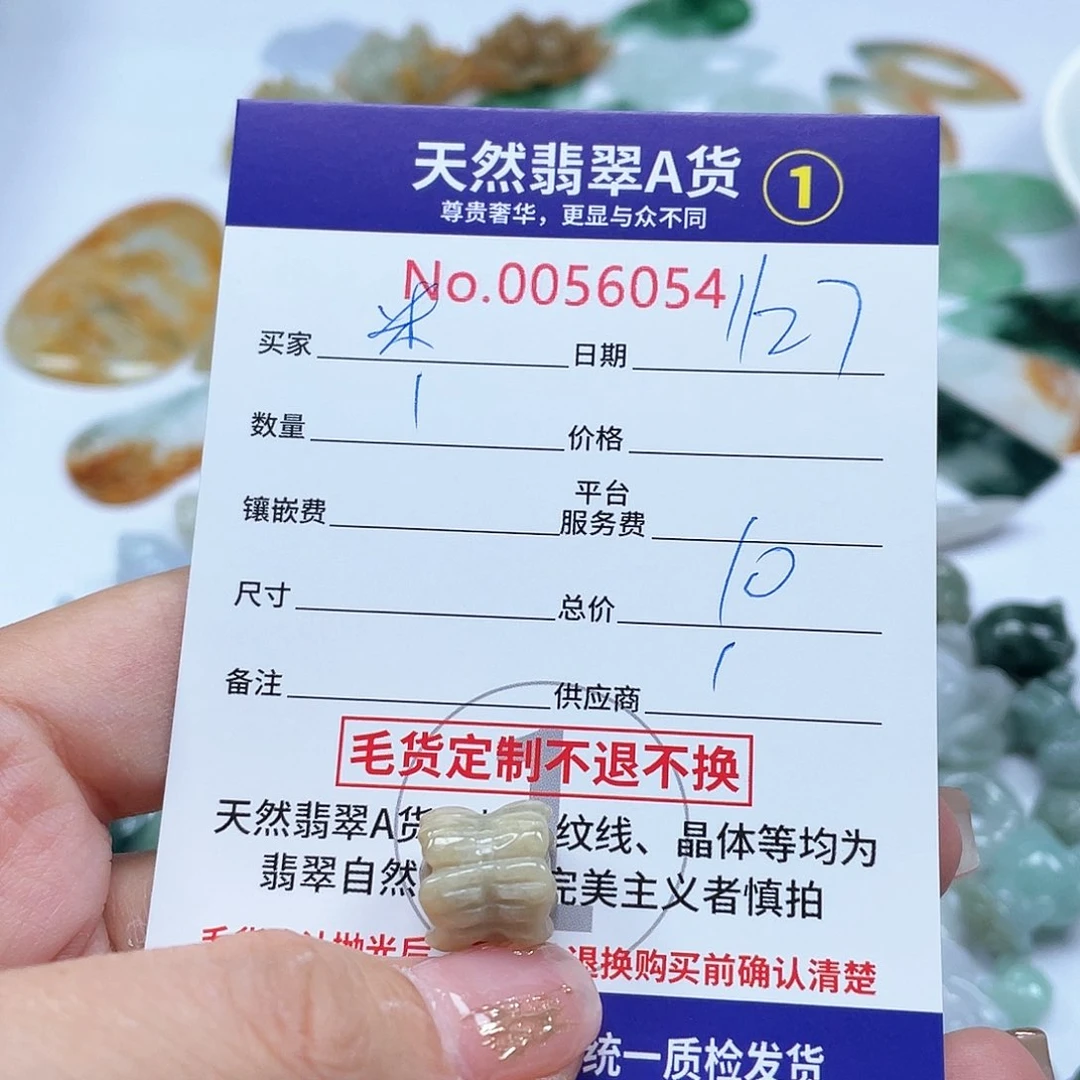 天然翡翠A货 1
尊贵奢华，更显与众不同
No.0056054
买家 米 日期 1/27
数量 1 价格
镶嵌费 平台服务费
尺寸 总价 10
备注 供应商 1
毛货定制不退不换
天然翡翠A货 纹线、晶体等均为
翡翠自然 完美主义者慎拍
抛光后 退换购买前确认清楚
统一质检发货